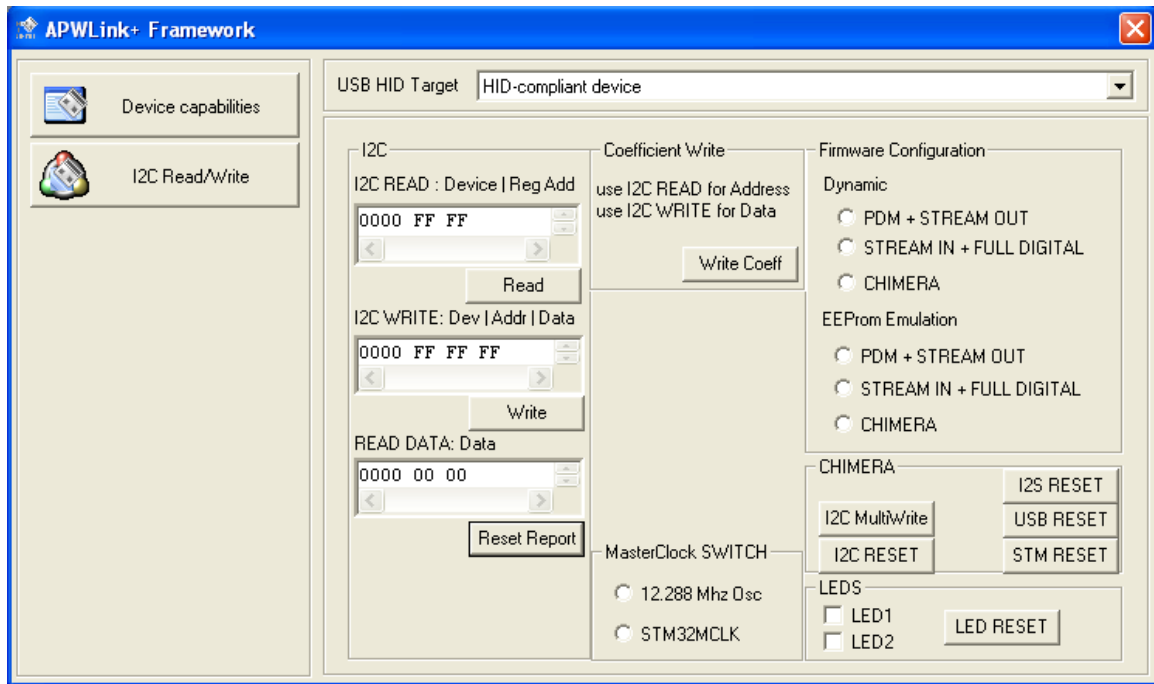 APWLink+ Framework
Device capabilities
I2C Read/Write
USB HID Target
HID-compliant device
I2C
I2C READ : Device | Reg Add
0000 FF FF
Read
I2C WRITE: Dev | Addr | Data
0000 FF FF FF
Write
READ DATA: Data
0000 00 00
Reset Report
Coefficient Write
use I2C READ for Address
use I2C WRITE for Data
Write Coeff
MasterClock SWITCH
12.288 Mhz Osc
STM32MCLK
Firmware Configuration
Dynamic
PDM + STREAM OUT
STREAM IN + FULL DIGITAL
CHIMERA
EEProm Emulation
PDM + STREAM OUT
STREAM IN + FULL DIGITAL
CHIMERA
CHIMERA
I2S RESET
I2C MultiWrite
USB RESET
I2C RESET
STM RESET
LEDS
LED1
LED2
LED RESET